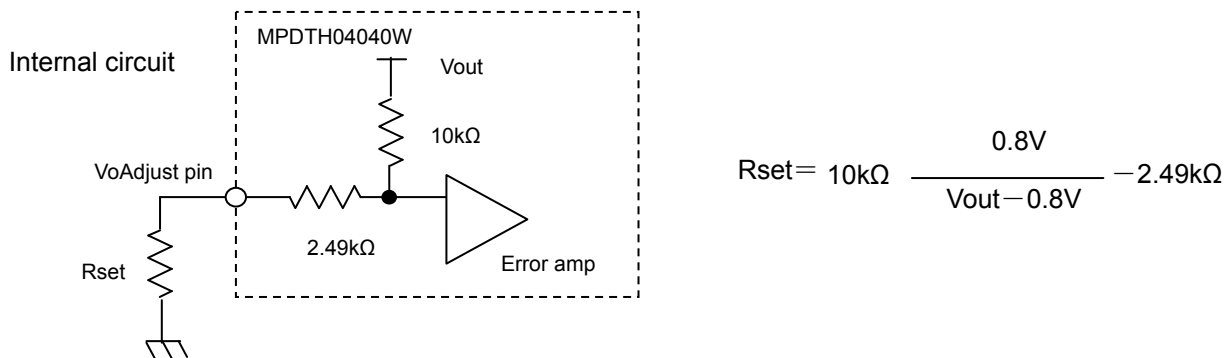 MPDTH04040W
Internal circuit
Vout
10kΩ
VoAdjust pin
2.49kΩ
Rset
Error amp
0.8V
Rset＝ 10kΩ －2.49kΩ
Vout－0.8V